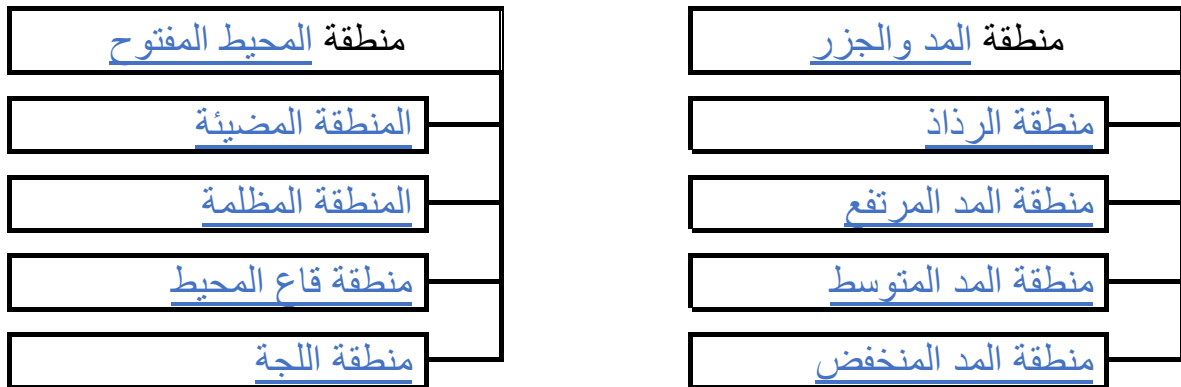 منطقة المد والجزر
منطقة الرذاذ
منطقة المد المرتفع
منطقة المد المتوسط
منطقة المد المنخفض
منطقة المحيط المفتوح
المنطقة المضيئة
المنطقة المظلمة
منطقة قاع المحيط
منطقة اللجة